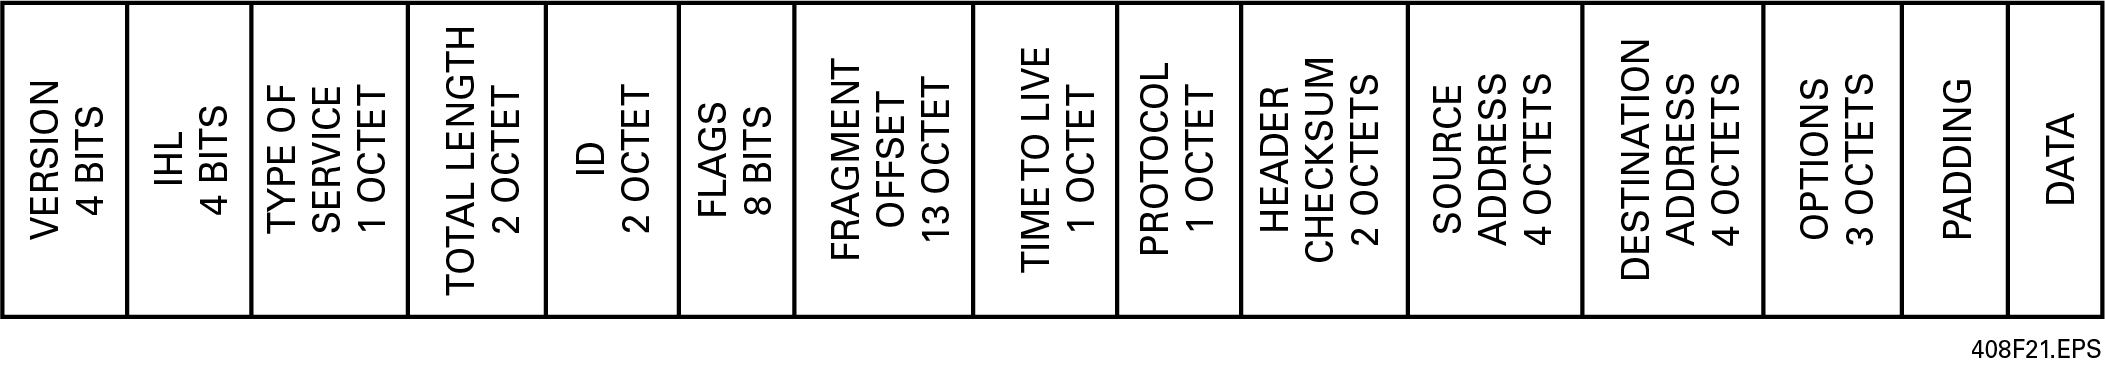 VERSION
4 BITS
IHL
4 BITS
TYPE OF
SERVICE
1 OCTET
TOTAL LENGTH
2 OCTET
ID
2 OCTET
FLAGS
8 BITS
FRAGMENT
OFFSET
13 OCTET
TIME TO LIVE
1 OCTET
PROTOCOL
1 OCTET
HEADER
CHECKSUM
2 OCTETS
SOURCE
ADDRESS
4 OCTETS
DESTINATION
ADDRESS
4 OCTETS
OPTIONS
3 OCTETS
PADDING
DATA
408F21.EPS